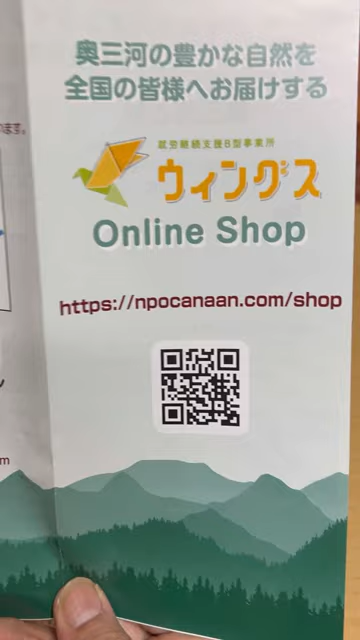 奥三河の豊かな自然を
全国の皆様へお届けする
就労継続支援B型事業所
ウィングス
Online Shop
https://npocanaan.com/shop
ます。
m